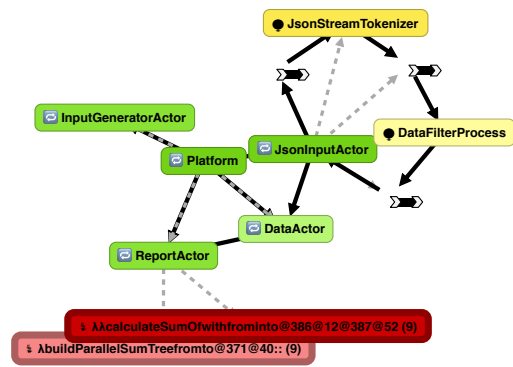 JsonStreamTokenizer
InputGeneratorActor
DataFilterProcess
JsonInputActor
Platform
DataActor
ReportActor
λλcalculateSumOfwithfrominto@386@12@387@52 (9)
λbuildParallelSumTreefromto@371@40:: (9)